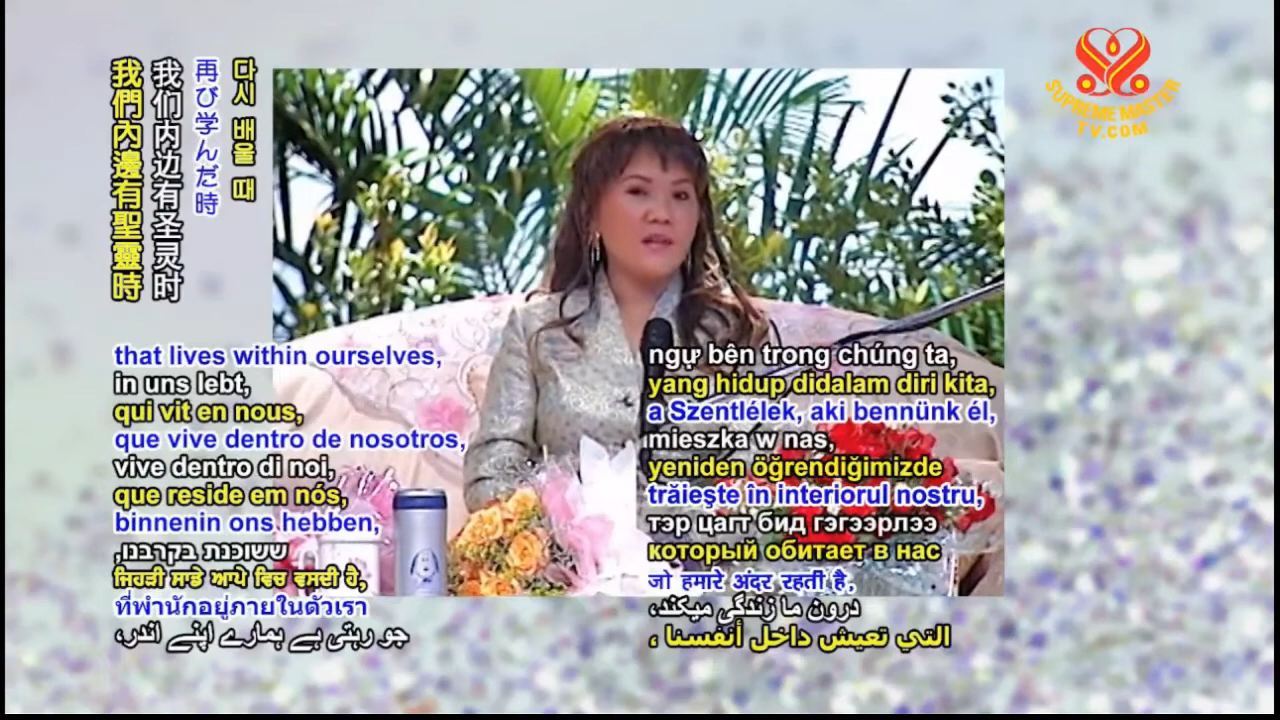 다시 배울 때
再び学んだ時
我们内边有圣灵时
我們內邊有聖靈時
SUPREME MASTER
TV.COM
that lives within ourselves,
in uns lebt,
qui vit en nous,
que vive dentro de nosotros,
vive dentro di noi,
que reside em nós,
binnenin ons hebben,
ששוכנת בקרבנו,
ਜਿਹੜੀ ਸਾਡੇ ਆਪੇ ਵਿਚ ਵਸਦੀ ਹੈ,
ที่พำนักอยู่ภายในตัวเรา
جو رہتی ہے ہمارے اپنے اندر،
ngự bên trong chúng ta,
yang hidup didalam diri kita,
a Szentlélek, aki bennünk él,
mieszka w nas,
yeniden öğrendiğimizde
trăieşte în interiorul nostru,
тэр цагт бид гэгээрлээ
который обитает в нас
जो हमारे अंदर रहती है,
درون ما زندگی میکند،
التي تعيش داخل أنفسنا ،